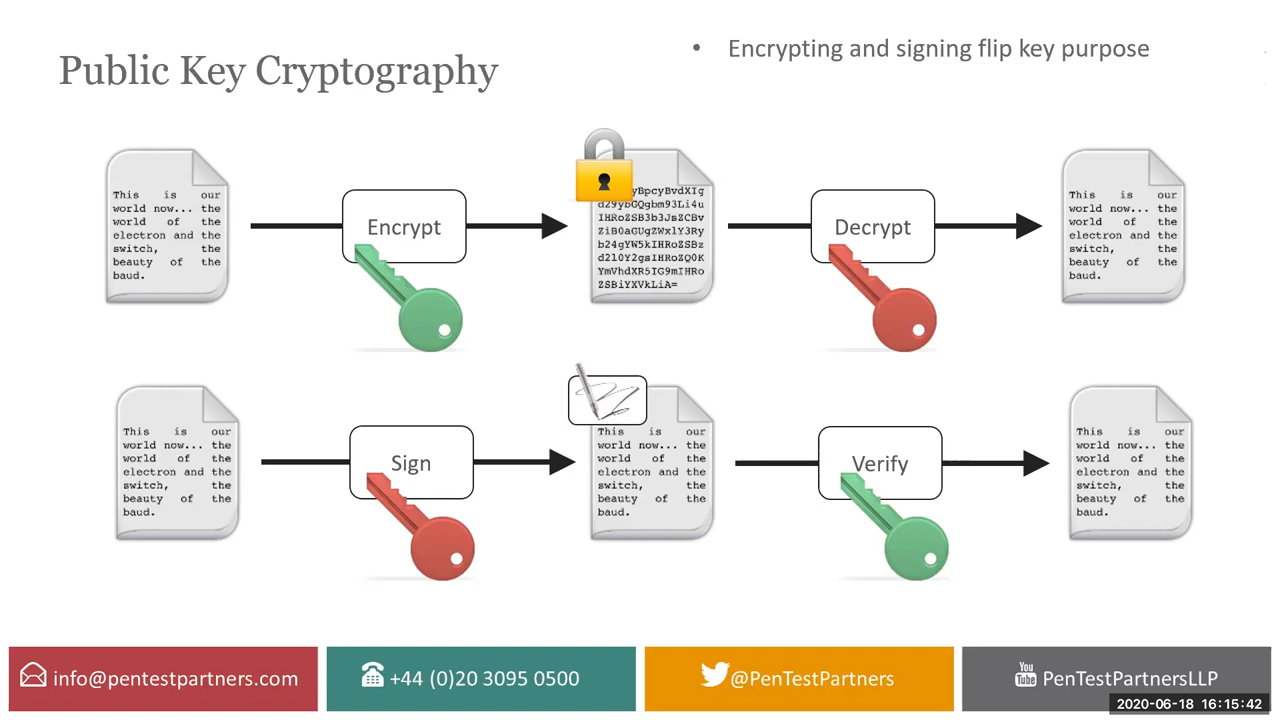 Public Key Cryptography
• Encrypting and signing flip key purpose
This is our
world now... the
world of the
electron and the
switch, the
beauty of the
baud.
Encrypt
yBpcyBvdXIg
d29ybGQgbm93Li4u
IHRoZSB3b3JsZCBv
ZiB0aGUgZWxlY3Ry
b24gYW5kIHRoZSBz
d2l0Y2gsIHRoZQ0K
YmVhdXR5IG9mIHRo
ZSBiYXVkLiA=
Decrypt
This is our
world now... the
world of the
electron and the
switch, the
beauty of the
baud.
This is our
world now... the
world of the
electron and the
switch, the
beauty of the
baud.
Sign
This is our
world now... the
world of the
electron and the
switch, the
beauty of the
baud.
Verify
This is our
world now... the
world of the
electron and the
switch, the
beauty of the
baud.
info@pentestpartners.com
+44 (0)20 3095 0500
@PenTestPartners
You
Tube
PenTestPartnersLLP
2020-06-18 16:15:42